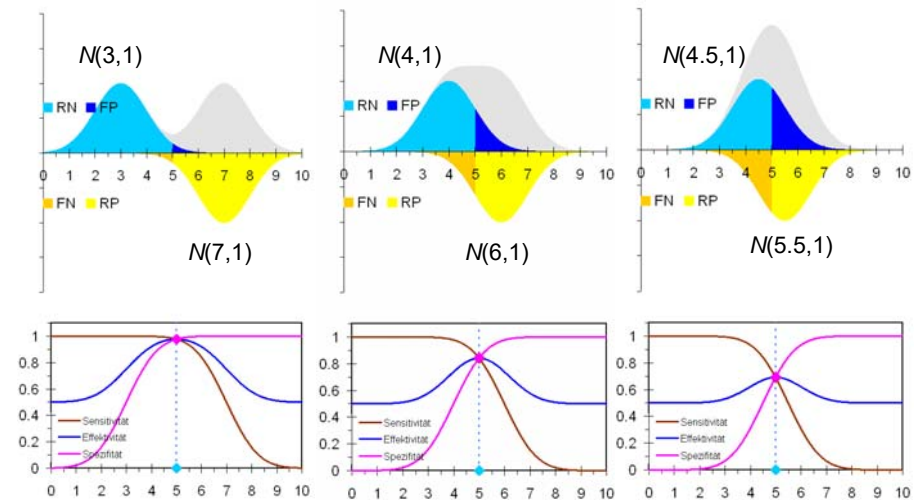 N(3,1)
RN FP
0 1 2 3 4 5 6 7 8 9 10
FN RP
N(7,1)
N(4,1)
RN FP
0 1 2 3 4 5 6 7 8 9 10
FN RP
N(6,1)
N(4.5,1)
RN FP
0 1 2 3 4 5 6 7 8 9 10
FN RP
N(5.5,1)
1
0.8
0.6
0.4
0.2
0
Sensitivität
Effektivität
Spezifität
0 1 2 3 4 5 6 7 8 9 10
1
0.8
0.6
0.4
0.2
0
Sensitivität
Effektivität
Spezifität
0 1 2 3 4 5 6 7 8 9 10
1
0.8
0.6
0.4
0.2
0
Sensitivität
Effektivität
Spezifität
0 1 2 3 4 5 6 7 8 9 10